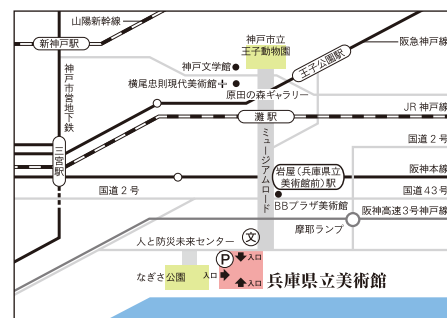 山陽新幹線
新神戸駅
神戸市立
王子動物園
王子公園駅
阪急神戸線
神戸文学館
横尾忠則現代美術館
原田の森ギャラリー
神戸市営地下鉄
灘駅
JR神戸線
国道2号
三宮駅
ミュージアムロード
岩屋(兵庫県立
美術館前)駅
阪神本線
国道2号
国道43号
BBプラザ美術館
阪神高速3号神戸線
摩耶ランプ
人と防災未来センター
文
P
入口
なぎさ公園
入口
入口
兵庫県立美術館